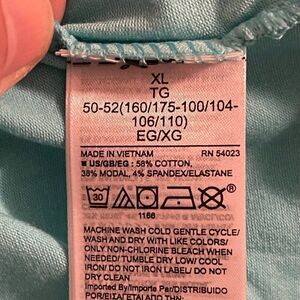 XL
TG
50-52(160/175-100/104-
106/110)
EG/XG
MADE IN VIETNAM RN 54023
US/GB/EG : 58% COTTON,
38% MODAL, 4% SPANDEX/ELASTANE
30
1166
MACHINE WASH COLD GENTLE CYCLE/
WASH AND DRY WITH LIKE COLORS/
ONLY NON-CHLORINE BLEACH WHEN
NEEDED/ TUMBLE DRY LOW/ COOL
IRON/ DO NOT IRON LABEL/ DO NOT
DRY CLEAN
Imported/Importe Par/DISTRIBUIDO
POR/EITAETALAD THN-